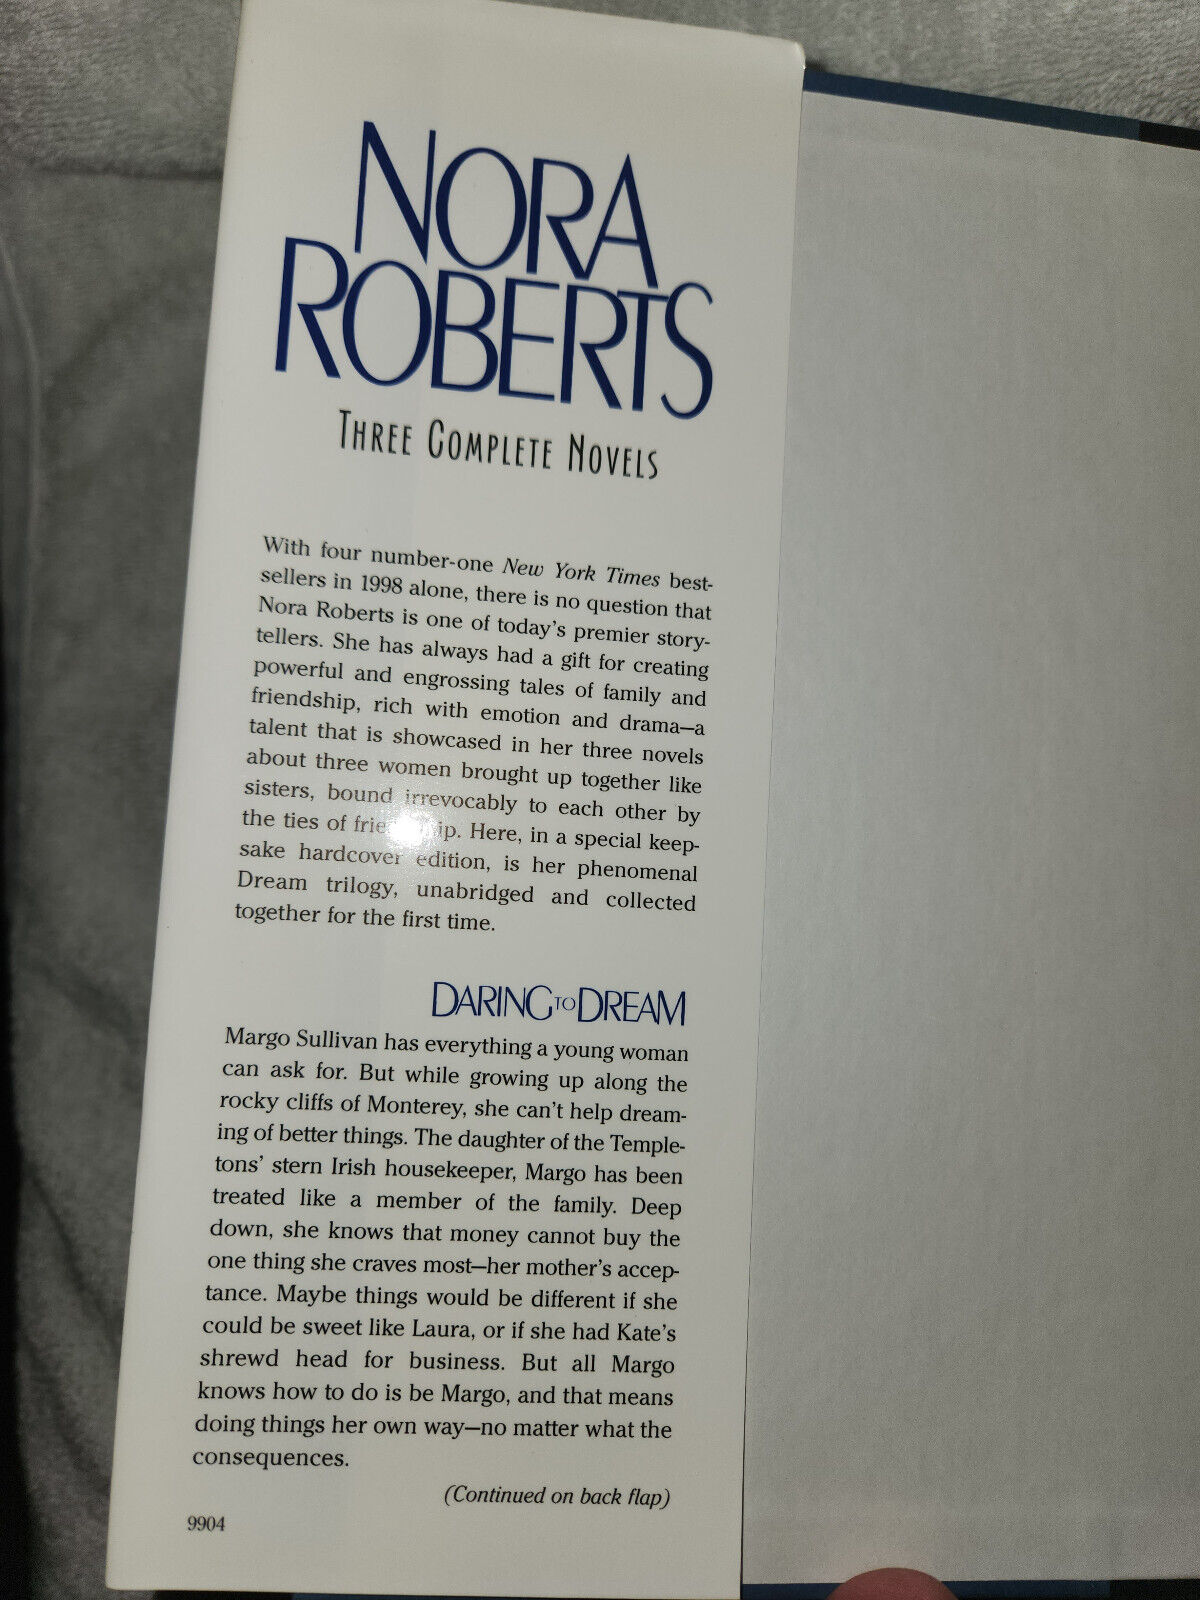 NORA
ROBERTS
THREE COMPLETE NOVELS
With four number-one New York Times best-
sellers in 1998 alone, there is no question that
Nora Roberts is one of today's premier story-
tellers. She has always had a gift for creating
powerful and engrossing tales of family and
friendship, rich with emotion and drama—a
talent that is showcased in her three novels
about three women brought up together like
sisters, bound irrevocably to each other by
the ties of friendship. Here, in a special keep-
sake hardcover edition, is her phenomenal
Dream trilogy, unabridged and collected
together for the first time.
DARING TO DREAM
Margo Sullivan has everything a young woman
can ask for. But while growing up along the
rocky cliffs of Monterey, she can't help dream-
ing of better things. The daughter of the Temple-
tons' stern Irish housekeeper, Margo has been
treated like a member of the family. Deep
down, she knows that money cannot buy the
one thing she craves most—her mother's accep-
tance. Maybe things would be different if she
could be sweet like Laura, or if she had Kate's
shrewd head for business. But all Margo
knows how to do is be Margo, and that means
doing things her own way—no matter what the
consequences.
(Continued on back flap)
9904